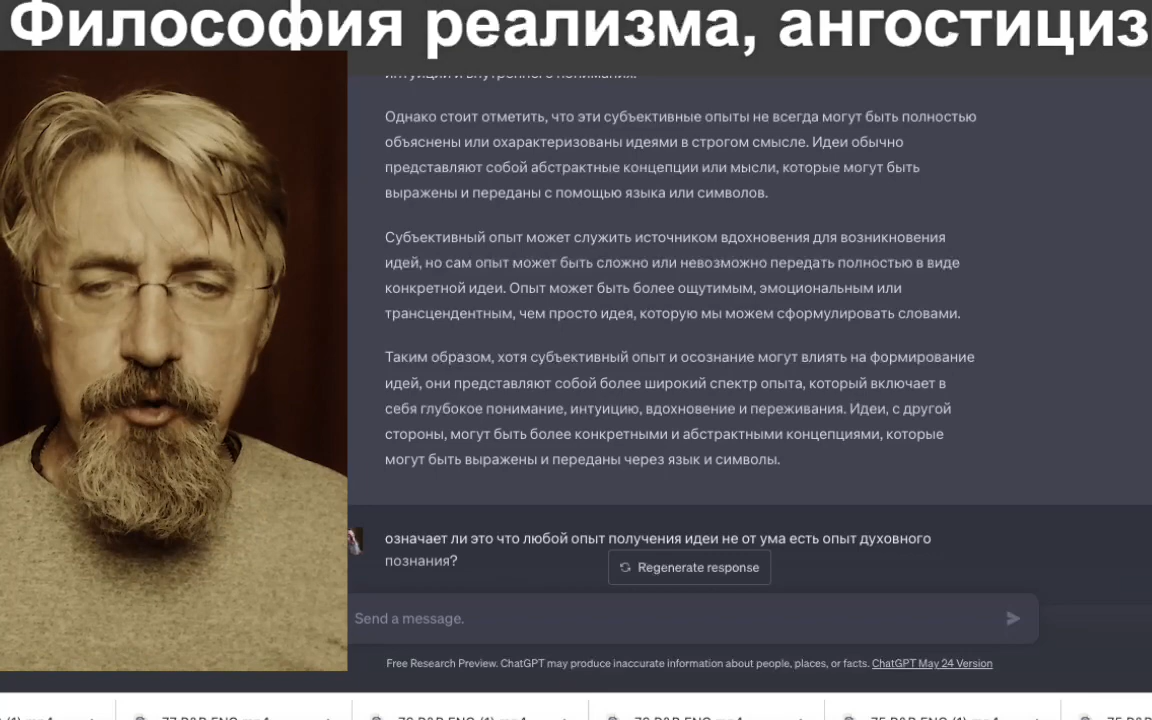 Философия реализма, ангостициз
интуиции и внутреннего понимания.
Однако стоит отметить, что эти субъективные опыты не всегда могут быть полностью
объяснены или охарактеризованы идеями в строгом смысле. Идеи обычно
представляют собой абстрактные концепции или мысли, которые могут быть
выражены и переданы с помощью языка или символов.
Субъективный опыт может служить источником вдохновения для возникновения
идей, но сам опыт может быть сложно или невозможно передать полностью в виде
конкретной идеи. Опыт может быть более ощутимым, эмоциональным или
трансцендентным, чем просто идея, которую мы можем сформулировать словами.
Таким образом, хотя субъективный опыт и осознание могут влиять на формирование
идей, они представляют собой более широкий спектр опыта, который включает в
себя глубокое понимание, интуицию, вдохновение и переживания. Идеи, с другой
стороны, могут быть более конкретными и абстрактными концепциями, которые
могут быть выражены и переданы через язык и символы.
означает ли это что любой опыт получения идеи не от ума есть опыт духовного
познания?
Regenerate response
Send a message.
Free Research Preview. ChatGPT may produce inaccurate information about people, places, or facts. ChatGPT May 24 Version